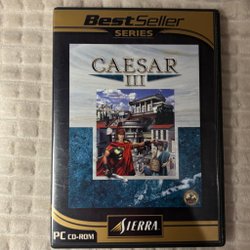 BestSeller
SERIES
CAESAR
III
PC CD-ROM
SIERRA